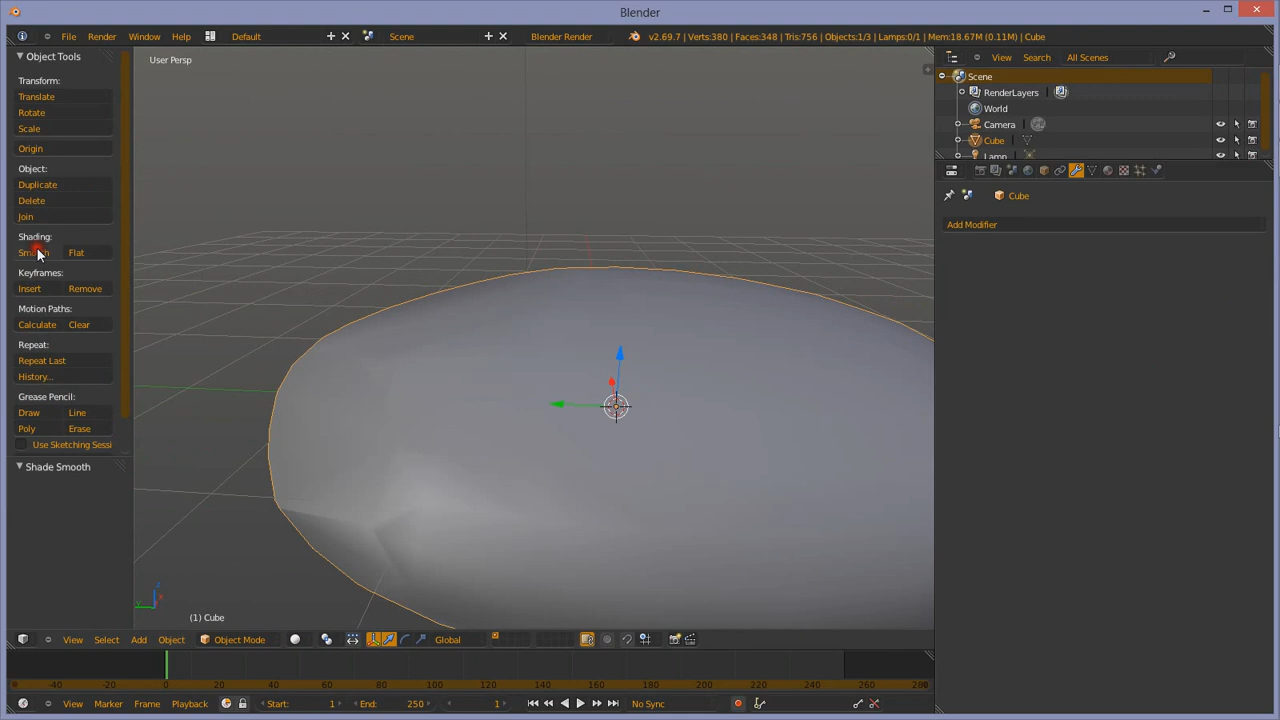 Blender
File Render Window Help Default Scene Blender Render v2.69.7 | Verts:380 | Faces:348 | Tris:756 | Objects:1/3 | Lamps:0/1 | Mem:18.67M (0.11M) | Cube
Object Tools
Transform:
Translate
Rotate
Scale
Origin
Object:
Duplicate
Delete
Join
Shading:
Smooth Flat
Keyframes:
Insert Remove
Motion Paths:
Calculate Clear
Repeat:
Repeat Last
History...
Grease Pencil:
Draw Line
Poly Erase
Use Sketching Sessi
Shade Smooth
User Persp
(1) Cube
View Search All Scenes
Scene
RenderLayers
World
Camera
Cube
Lamp
Cube
Add Modifier
View Select Add Object Object Mode Global
-40 -20 0 20 40 60 80 100 120 140 160 180 200 220 240 260 280
View Marker Frame Playback Start: 1 End: 250 1 No Sync